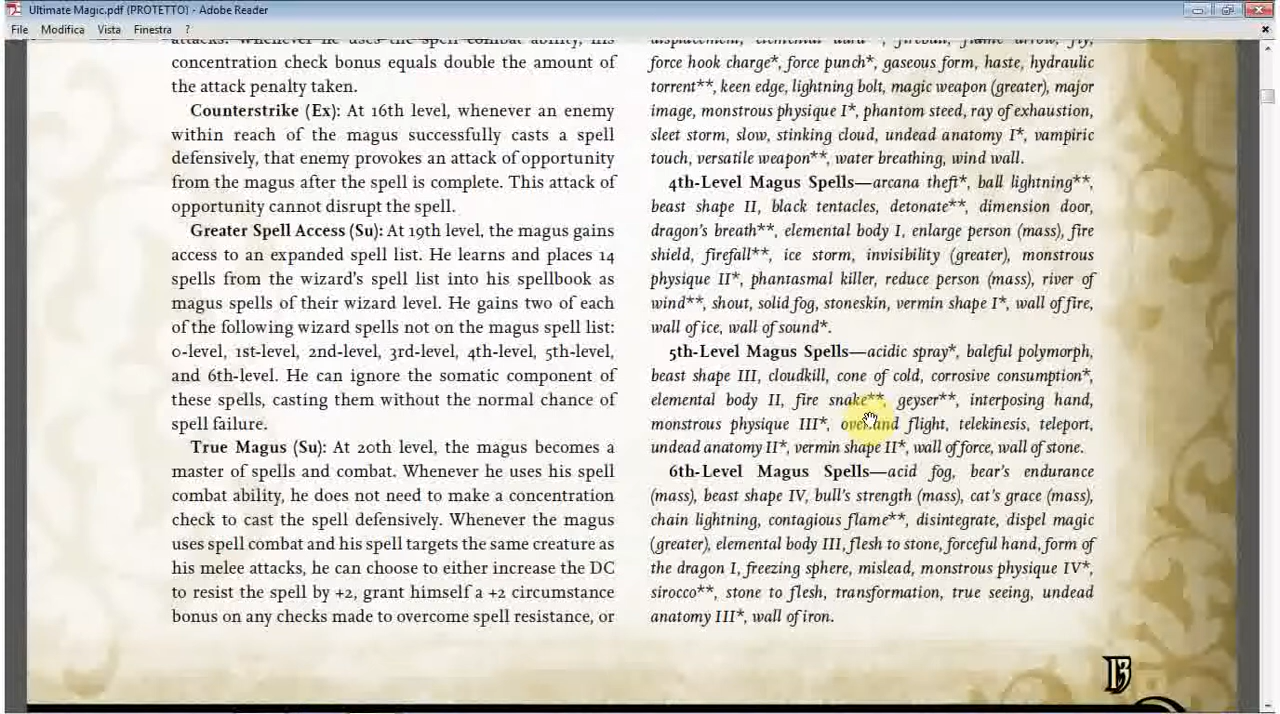 Ultimate Magic.pdf (PROTETTO) - Adobe Reader
File Modifica Vista Finestra ?
attacks. Whenever he uses the spell combat ability, his
concentration check bonus equals double the amount of
the attack penalty taken.
Counterstrike (Ex): At 16th level, whenever an enemy
within reach of the magus successfully casts a spell
defensively, that enemy provokes an attack of opportunity
from the magus after the spell is complete. This attack of
opportunity cannot disrupt the spell.
Greater Spell Access (Su): At 19th level, the magus gains
access to an expanded spell list. He learns and places 14
spells from the wizard's spell list into his spellbook as
magus spells of their wizard level. He gains two of each
of the following wizard spells not on the magus spell list:
0-level, 1st-level, 2nd-level, 3rd-level, 4th-level, 5th-level,
and 6th-level. He can ignore the somatic component of
these spells, casting them without the normal chance of
spell failure.
True Magus (Su): At 20th level, the magus becomes a
master of spells and combat. Whenever he uses his spell
combat ability, he does not need to make a concentration
check to cast the spell defensively. Whenever the magus
uses spell combat and his spell targets the same creature as
his melee attacks, he can choose to either increase the DC
to resist the spell by +2, grant himself a +2 circumstance
bonus on any checks made to overcome spell resistance, or
fireball, flame arrow, fly,
force hook charge*, force punch*, gaseous form, haste, hydraulic
torrent**, keen edge, lightning bolt, magic weapon (greater), major
image, monstrous physique I*, phantom steed, ray of exhaustion,
sleet storm, slow, stinking cloud, undead anatomy I*, vampiric
touch, versatile weapon**, water breathing, wind wall.
4th-Level Magus Spells—arcana theft*, ball lightning**,
beast shape II, black tentacles, detonate**, dimension door,
dragon's breath**, elemental body I, enlarge person (mass), fire
shield, firefall**, ice storm, invisibility (greater), monstrous
physique II*, phantasmal killer, reduce person (mass), river of
wind**, shout, solid fog, stoneskin, vermin shape I*, wall of fire,
wall of ice, wall of sound*.
5th-Level Magus Spells—acidic spray*, baleful polymorph,
beast shape III, cloudkill, cone of cold, corrosive consumption*,
elemental body II, fire snake**, geyser**, interposing hand,
monstrous physique III*, overland flight, telekinesis, teleport,
undead anatomy II*, vermin shape II*, wall of force, wall of stone.
6th-Level Magus Spells—acid fog, bear's endurance
(mass), beast shape IV, bull's strength (mass), cat's grace (mass),
chain lightning, contagious flame**, disintegrate, dispel magic
(greater), elemental body III, flesh to stone, forceful hand, form of
the dragon I, freezing sphere, mislead, monstrous physique IV*,
sirocco**, stone to flesh, transformation, true seeing, undead
anatomy III*, wall of iron.
13